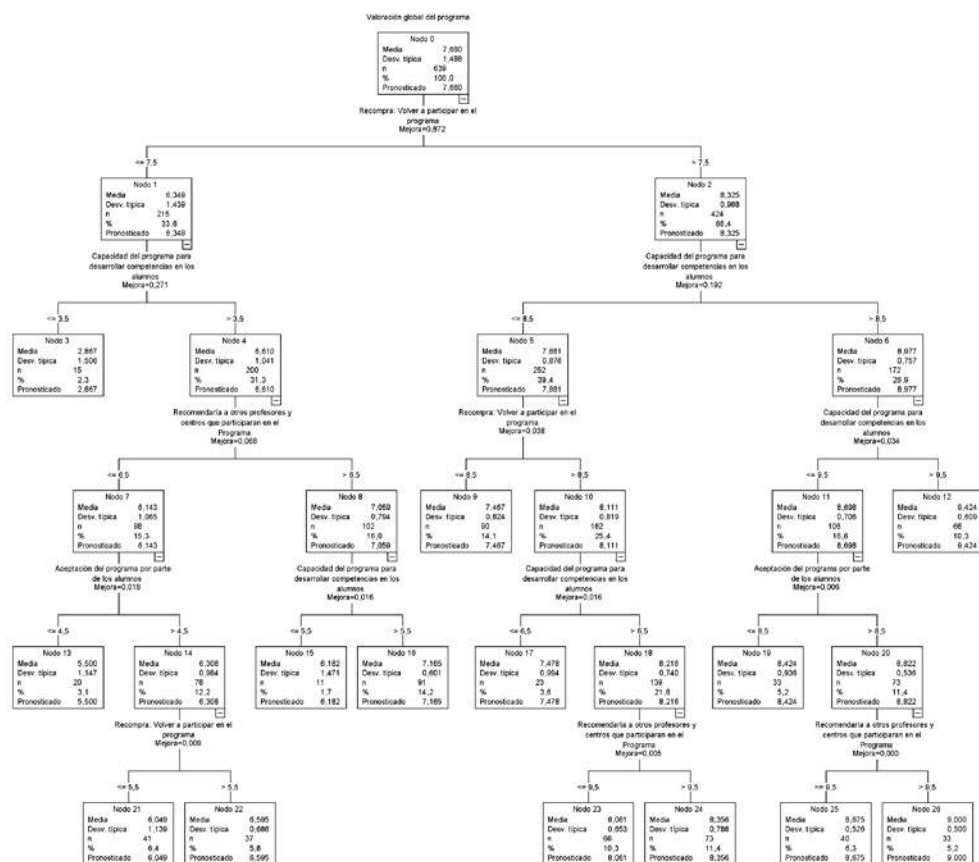 Valoración global del programa
Nodo 0
Media 7,660
Desv. típica 1,488
n 639
% 100,0
Pronosticado 7,660
Recompra: Volver a participar en el
programa
Mejora=0,872
<= 7,5
> 7,5
Nodo 1
Media 6,349
Desv. típica 1,439
n 215
% 33,6
Pronosticado 6,349
Nodo 2
Media 8,325
Desv. típica 0,988
n 424
% 66,4
Pronosticado 8,325
Capacidad del programa para
desarrollar competencias en los
alumnos
Mejora=0,271
Capacidad del programa para
desarrollar competencias en los
alumnos
Mejora=0,192
<= 3,5
> 3,5
<= 8,5
> 8,5
Nodo 3
Media 2,867
Desv. típica 1,506
n 15
% 2,3
Pronosticado 2,867
Nodo 4
Media 6,610
Desv. típica 1,041
n 200
% 31,3
Pronosticado 6,610
Nodo 5
Media 7,881
Desv. típica 0,876
n 252
% 39,4
Pronosticado 7,881
Nodo 6
Media 8,977
Desv. típica 0,757
n 172
% 26,9
Pronosticado 8,977
Recomendaría a otros profesores y
centros que participaran en el
Programa
Mejora=0,068
Recompra: Volver a participar en el
programa
Mejora=0,038
Capacidad del programa para
desarrollar competencias en los
alumnos
Mejora=0,034
<= 6,5
> 6,5
<= 8,5
> 8,5
<= 9,5
> 9,5
Nodo 7
Media 6,143
Desv. típica 1,065
n 98
% 15,3
Pronosticado 6,143
Nodo 8
Media 7,059
Desv. típica 0,794
n 102
% 16,0
Pronosticado 7,059
Nodo 9
Media 7,467
Desv. típica 0,824
n 90
% 14,1
Pronosticado 7,467
Nodo 10
Media 8,111
Desv. típica 0,819
n 162
% 25,4
Pronosticado 8,111
Nodo 11
Media 8,698
Desv. típica 0,706
n 106
% 16,6
Pronosticado 8,698
Nodo 12
Media 9,424
Desv. típica 0,609
n 66
% 10,3
Pronosticado 9,424
Aceptación del programa por parte
de los alumnos
Mejora=0,018
Capacidad del programa para
desarrollar competencias en los
alumnos
Mejora=0,016
Capacidad del programa para
desarrollar competencias en los
alumnos
Mejora=0,016
Aceptación del programa por parte
de los alumnos
Mejora=0,006
<= 4,5
> 4,5
<= 5,5
> 5,5
<= 6,5
> 6,5
<= 8,5
> 8,5
Nodo 13
Media 5,500
Desv. típica 1,147
n 20
% 3,1
Pronosticado 5,500
Nodo 14
Media 6,308
Desv. típica 0,984
n 78
% 12,2
Pronosticado 6,308
Nodo 15
Media 6,182
Desv. típica 1,471
n 11
% 1,7
Pronosticado 6,182
Nodo 16
Media 7,165
Desv. típica 0,601
n 91
% 14,2
Pronosticado 7,165
Nodo 17
Media 7,478
Desv. típica 0,994
n 23
% 3,6
Pronosticado 7,478
Nodo 18
Media 8,216
Desv. típica 0,740
n 139
% 21,8
Pronosticado 8,216
Nodo 19
Media 8,424
Desv. típica 0,936
n 33
% 5,2
Pronosticado 8,424
Nodo 20
Media 8,822
Desv. típica 0,536
n 73
% 11,4
Pronosticado 8,822
Recompra: Volver a participar en el
programa
Mejora=0,009
Recomendaría a otros profesores y
centros que participaran en el
Programa
Mejora=0,005
Recomendaría a otros profesores y
centros que participaran en el
Programa
Mejora=0,003
<= 5,5
> 5,5
<= 9,5
> 9,5
<= 9,5
> 9,5
Nodo 21
Media 6,049
Desv. típica 1,139
n 41
% 6,4
Pronosticado 6,049
Nodo 22
Media 6,595
Desv. típica 0,686
n 37
% 5,8
Pronosticado 6,595
Nodo 23
Media 8,061
Desv. típica 0,653
n 66
% 10,3
Pronosticado 8,061
Nodo 24
Media 8,356
Desv. típica 0,788
n 73
% 11,4
Pronosticado 8,356
Nodo 25
Media 8,675
Desv. típica 0,526
n 40
% 6,3
Pronosticado 8,675
Nodo 26
Media 9,000
Desv. típica 0,500
n 33
% 5,2
Pronosticado 9,000